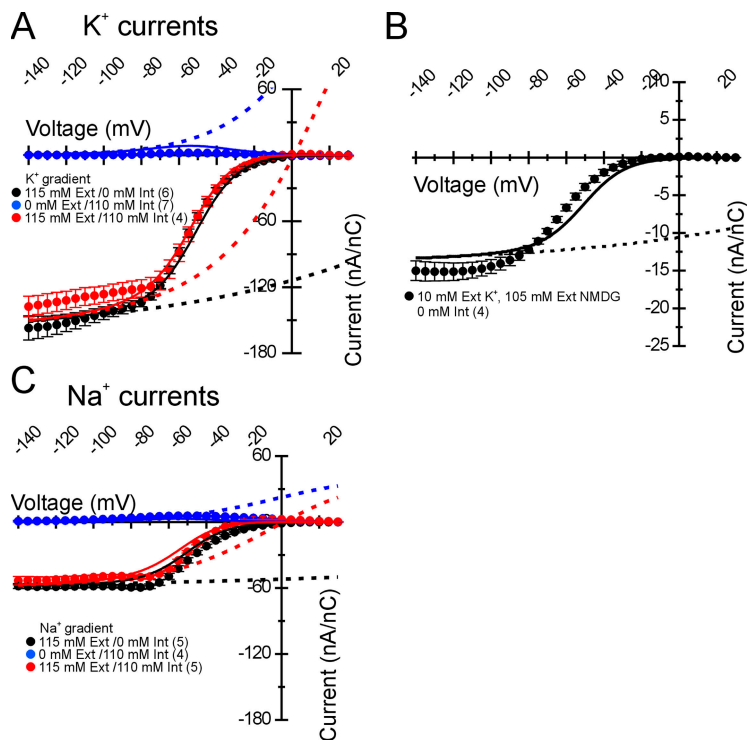 A
K+ currents
-140
-120
-100
-80
-60
-40
-20
20
60
Voltage (mV)
K+ gradient
115 mM Ext /0 mM Int (6)
0 mM Ext /110 mM Int (7)
115 mM Ext /110 mM Int (4)
-60
-120
-180
Current (nA/nC)
B
-140
-120
-100
-80
-60
-40
-20
20
10
5
Voltage (mV)
-5
-10
-15
-20
-25
10 mM Ext K+, 105 mM Ext NMDG
0 mM Int (4)
Current (nA/nC)
C
Na+ currents
-140
-120
-100
-80
-60
-40
-20
20
60
Voltage (mV)
-60
-120
-180
Na+ gradient
115 mM Ext /0 mM Int (5)
0 mM Ext /110 mM Int (4)
115 mM Ext /110 mM Int (5)
Current (nA/nC)